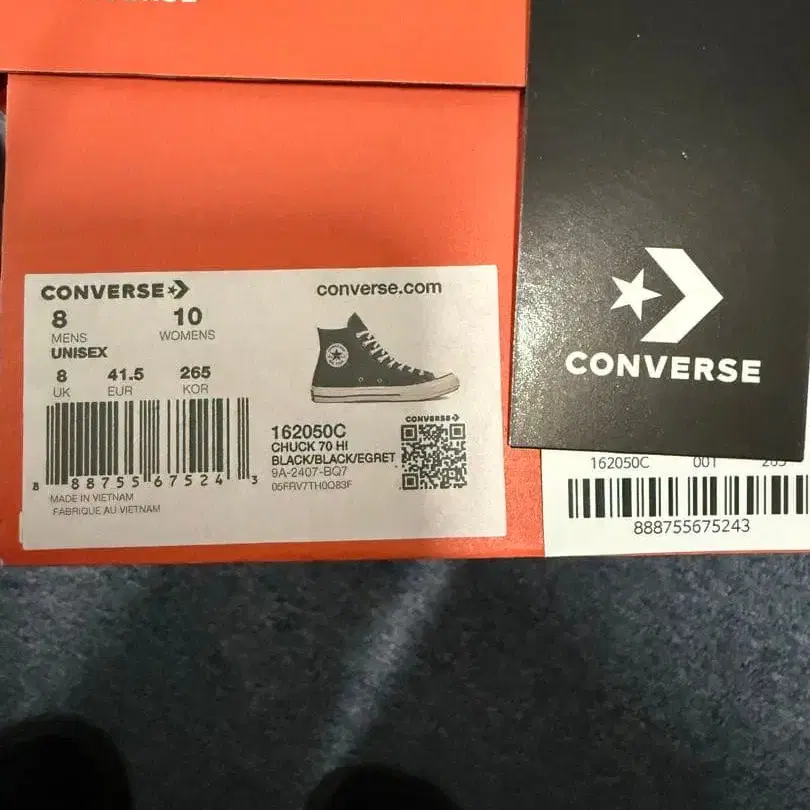 CONVERSE
converse.com
8 10
MENS WOMENS
UNISEX
8 41.5 265
UK EUR KOR
162050C
CHUCK 70 HI
BLACK/BLACK/EGRET
9A-2407-BQ7
05FRV7TH0O83F
CONVERSE
8 88755 67524 3
MADE IN VIETNAM
FABRIQUE AU VIETNAM
CONVERSE
162050C 001 265
888755675243